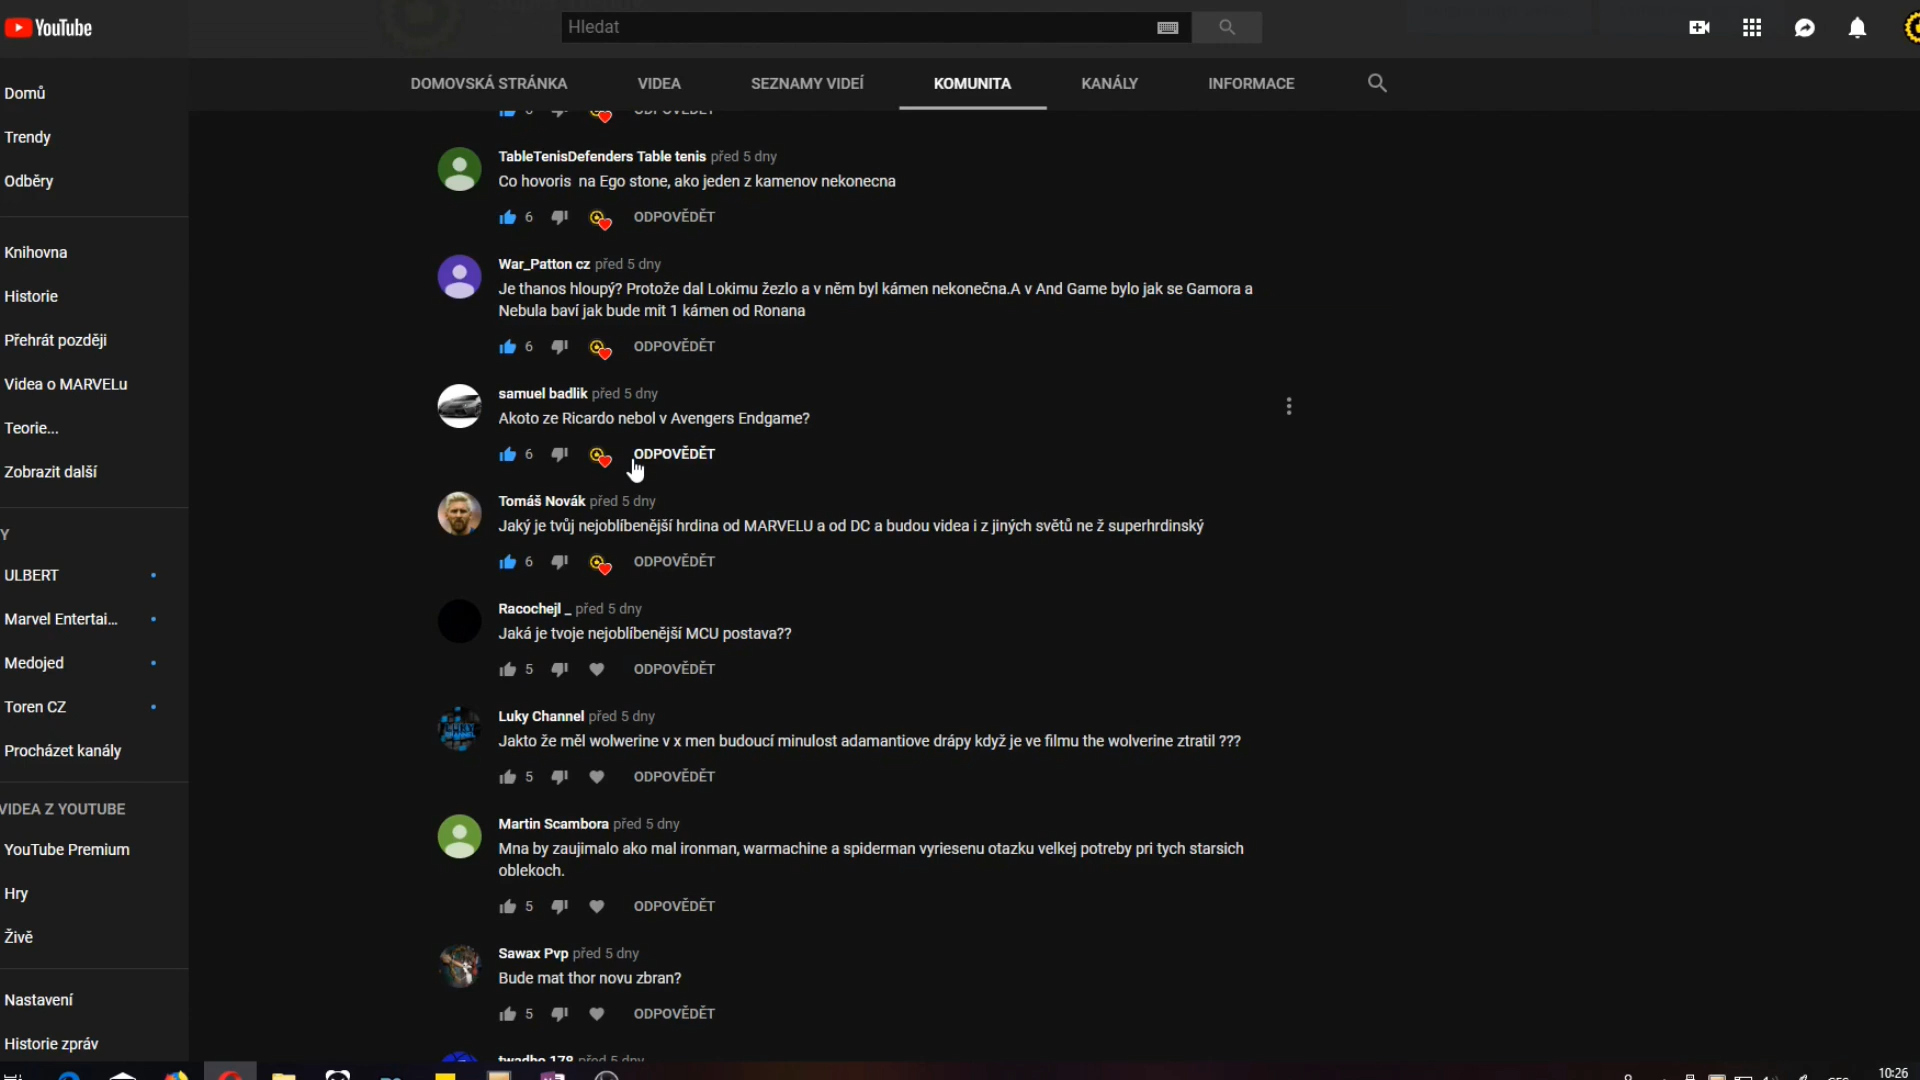 YouTube
Hledat
DOMOVSKÁ STRÁNKA VIDEA SEZNAMY VIDEÍ KOMUNITA KANÁLY INFORMACE
Domů
Trendy
Odběry
Knihovna
Historie
Přehrát později
Videa o MARVELu
Teorie...
Zobrazit další
Y
ULBERT
Marvel Entertai...
Medojed
Toren CZ
Procházet kanály
VIDEA Z YOUTUBE
YouTube Premium
Hry
Živě
Nastavení
Historie zpráv
6 ODPOVĚDĚT
TableTenisDefenders Table tenis před 5 dny
Co hovoris na Ego stone, ako jeden z kamenov nekonecna
6 ODPOVĚDĚT
War_Patton cz před 5 dny
Je thanos hloupý? Protože dal Lokimu žezlo a v něm byl kámen nekonečna.A v And Game bylo jak se Gamora a
Nebula baví jak bude mit 1 kámen od Ronana
6 ODPOVĚDĚT
samuel badlik před 5 dny
Akoto ze Ricardo nebol v Avengers Endgame?
6 ODPOVĚDĚT
Tomáš Novák před 5 dny
Jaký je tvůj nejoblíbenější hrdina od MARVELU a od DC a budou videa i z jiných světů ne ž superhrdinský
6 ODPOVĚDĚT
Racochejl _ před 5 dny
Jaká je tvoje nejoblíbenější MCU postava??
5 ODPOVĚDĚT
Luky Channel před 5 dny
Jakto že měl wolwerine v x men budoucí minulost adamantiove drápy když je ve filmu the wolverine ztratil ???
5 ODPOVĚDĚT
Martin Scambora před 5 dny
Mna by zaujimalo ako mal ironman, warmachine a spiderman vyriesenu otazku velkej potreby pri tych starsich
oblekoch.
5 ODPOVĚDĚT
Sawax Pvp před 5 dny
Bude mat thor novu zbran?
5 ODPOVĚDĚT
twadho 178 před 5 dny
10:26